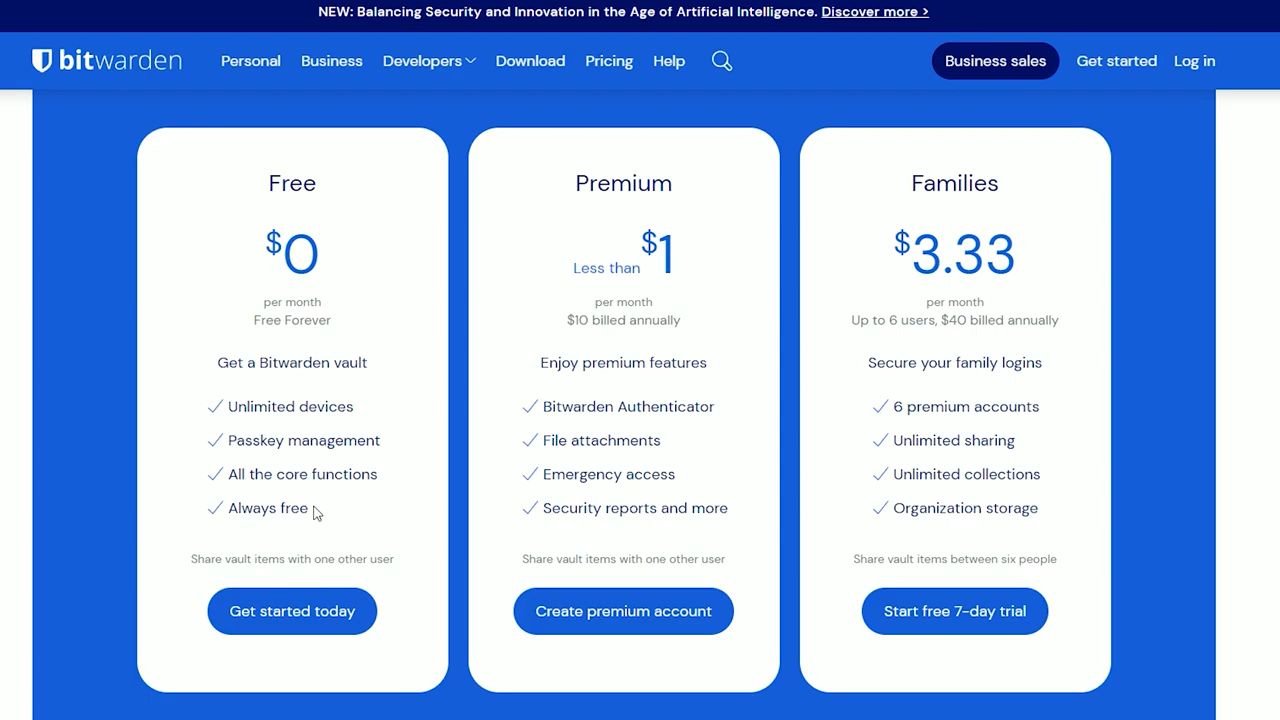 NEW: Balancing Security and Innovation in the Age of Artificial Intelligence. Discover more >
bitwarden Personal Business Developers Download Pricing Help Business sales Get started Log in
Free
$0
per month
Free Forever
Get a Bitwarden vault
Unlimited devices
Passkey management
All the core functions
Always free
Share vault items with one other user
Get started today
Premium
Less than $1
per month
$10 billed annually
Enjoy premium features
Bitwarden Authenticator
File attachments
Emergency access
Security reports and more
Share vault items with one other user
Create premium account
Families
$3.33
per month
Up to 6 users, $40 billed annually
Secure your family logins
6 premium accounts
Unlimited sharing
Unlimited collections
Organization storage
Share vault items between six people
Start free 7-day trial